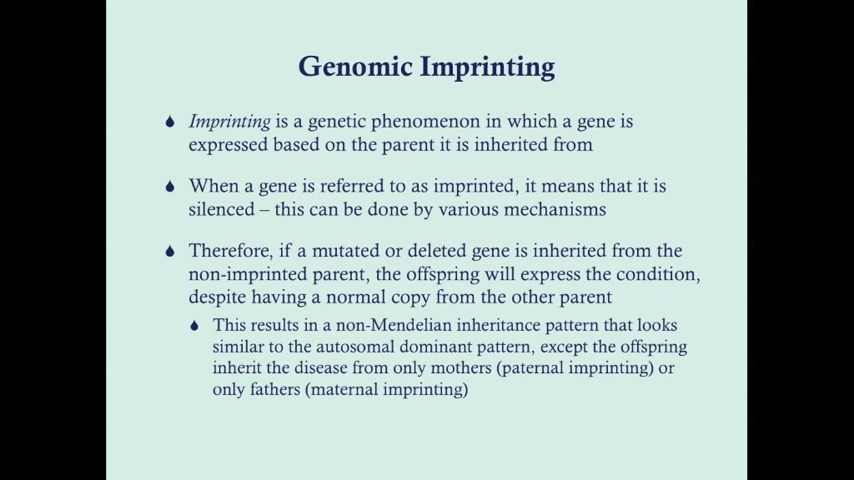 Genomic Imprinting
Imprinting is a genetic phenomenon in which a gene is
expressed based on the parent it is inherited from
When a gene is referred to as imprinted, it means that it is
silenced – this can be done by various mechanisms
Therefore, if a mutated or deleted gene is inherited from the
non-imprinted parent, the offspring will express the condition,
despite having a normal copy from the other parent
This results in a non-Mendelian inheritance pattern that looks
similar to the autosomal dominant pattern, except the offspring
inherit the disease from only mothers (paternal imprinting) or
only fathers (maternal imprinting)